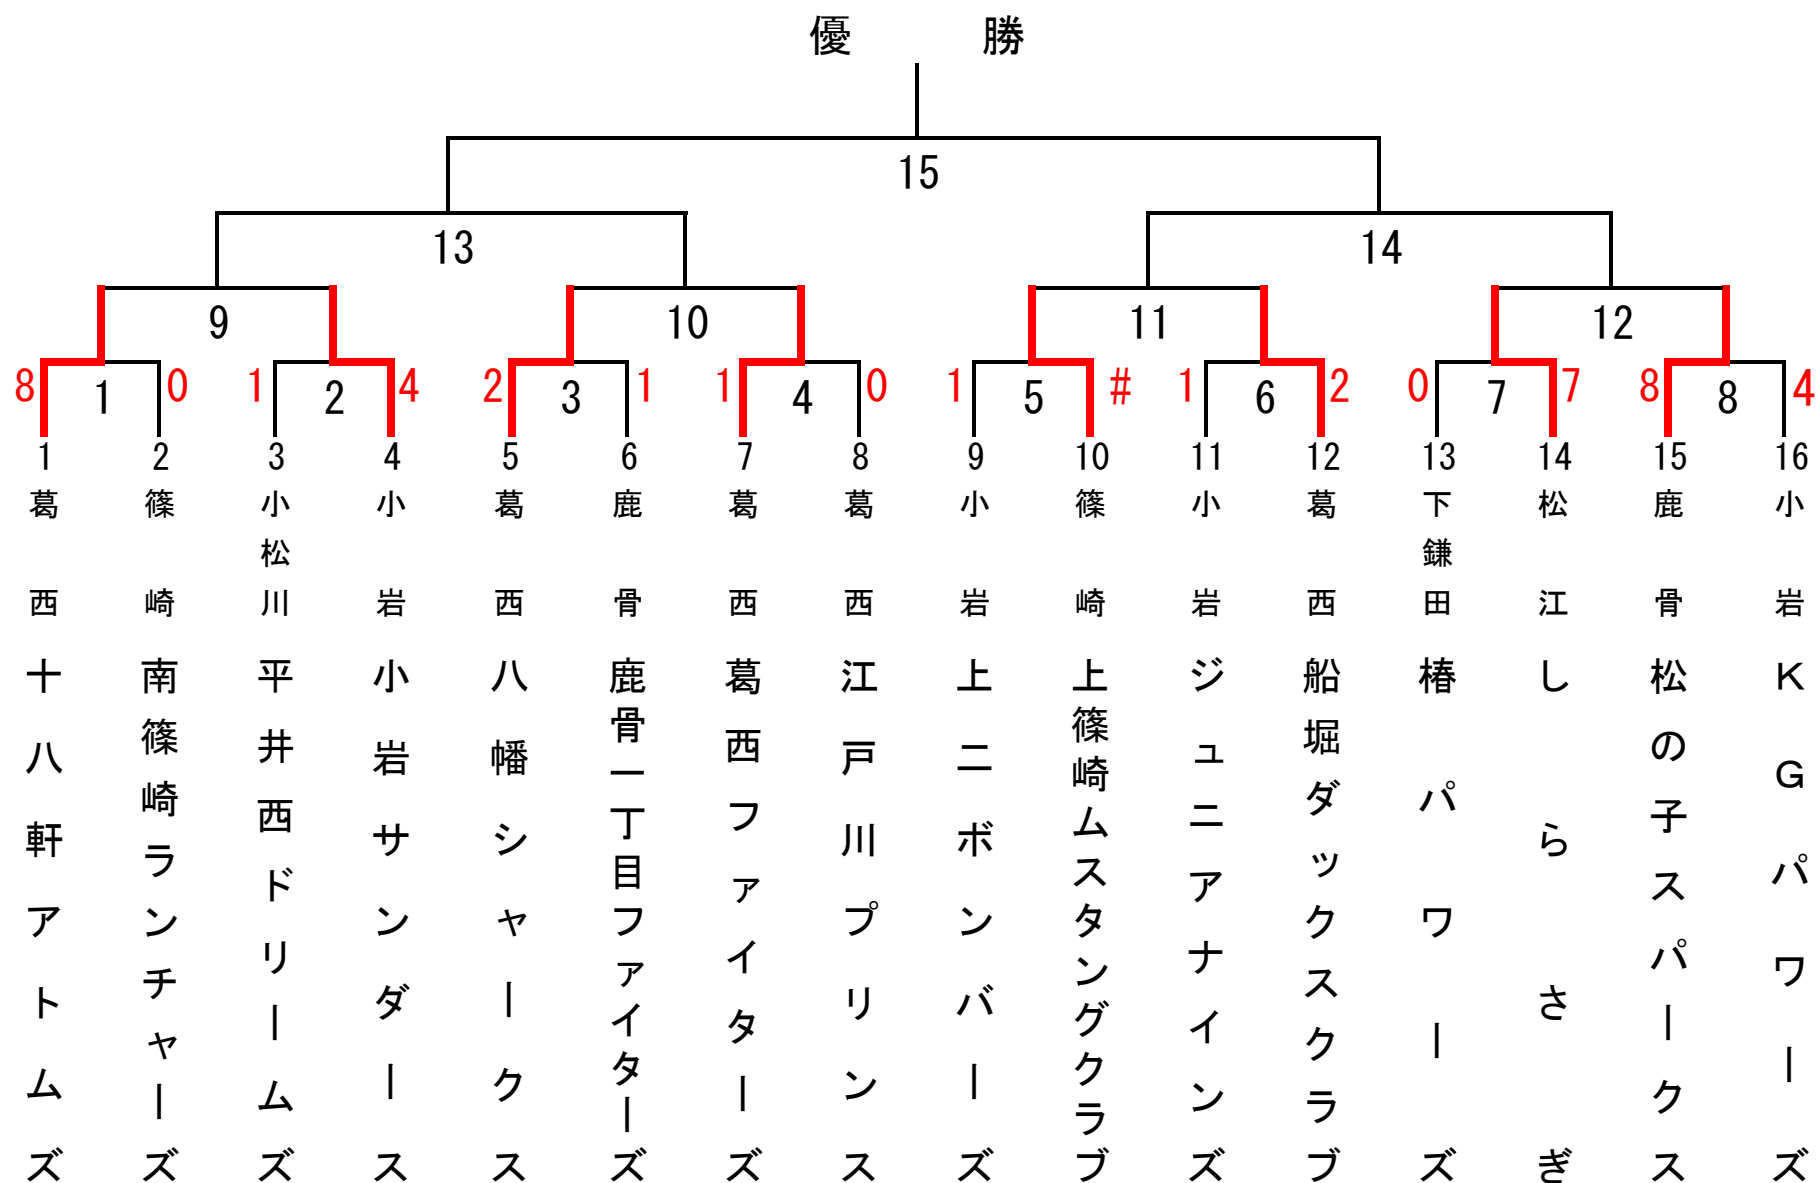 優勝
15
13 14
9 10 11 12
8 1 0 1 2 4 2 3 1 1 4 0 1 5 # 1 6 2 0 7 7 8 8 4
1 2 3 4 5 6 7 8 9 10 11 12 13 14 15 16
葛西
十八軒アトムズ
篠崎
南篠崎ランチャーズ
小松川
平井西ドリームズ
小岩
小岩サンダース
葛西
八幡シャークス
鹿骨
鹿骨一丁目ファイターズ
葛西
葛西ファイターズ
葛西
江戸川プリンス
小岩
上ニボンバーズ
篠崎
上篠崎ムスタングクラブ
小岩
ジュニアナインズ
葛西
船堀ダックスクラブ
下鎌田
椿パワーズ
松江
しらさぎ
鹿骨
松の子スパークス
小岩
KGパワーズ